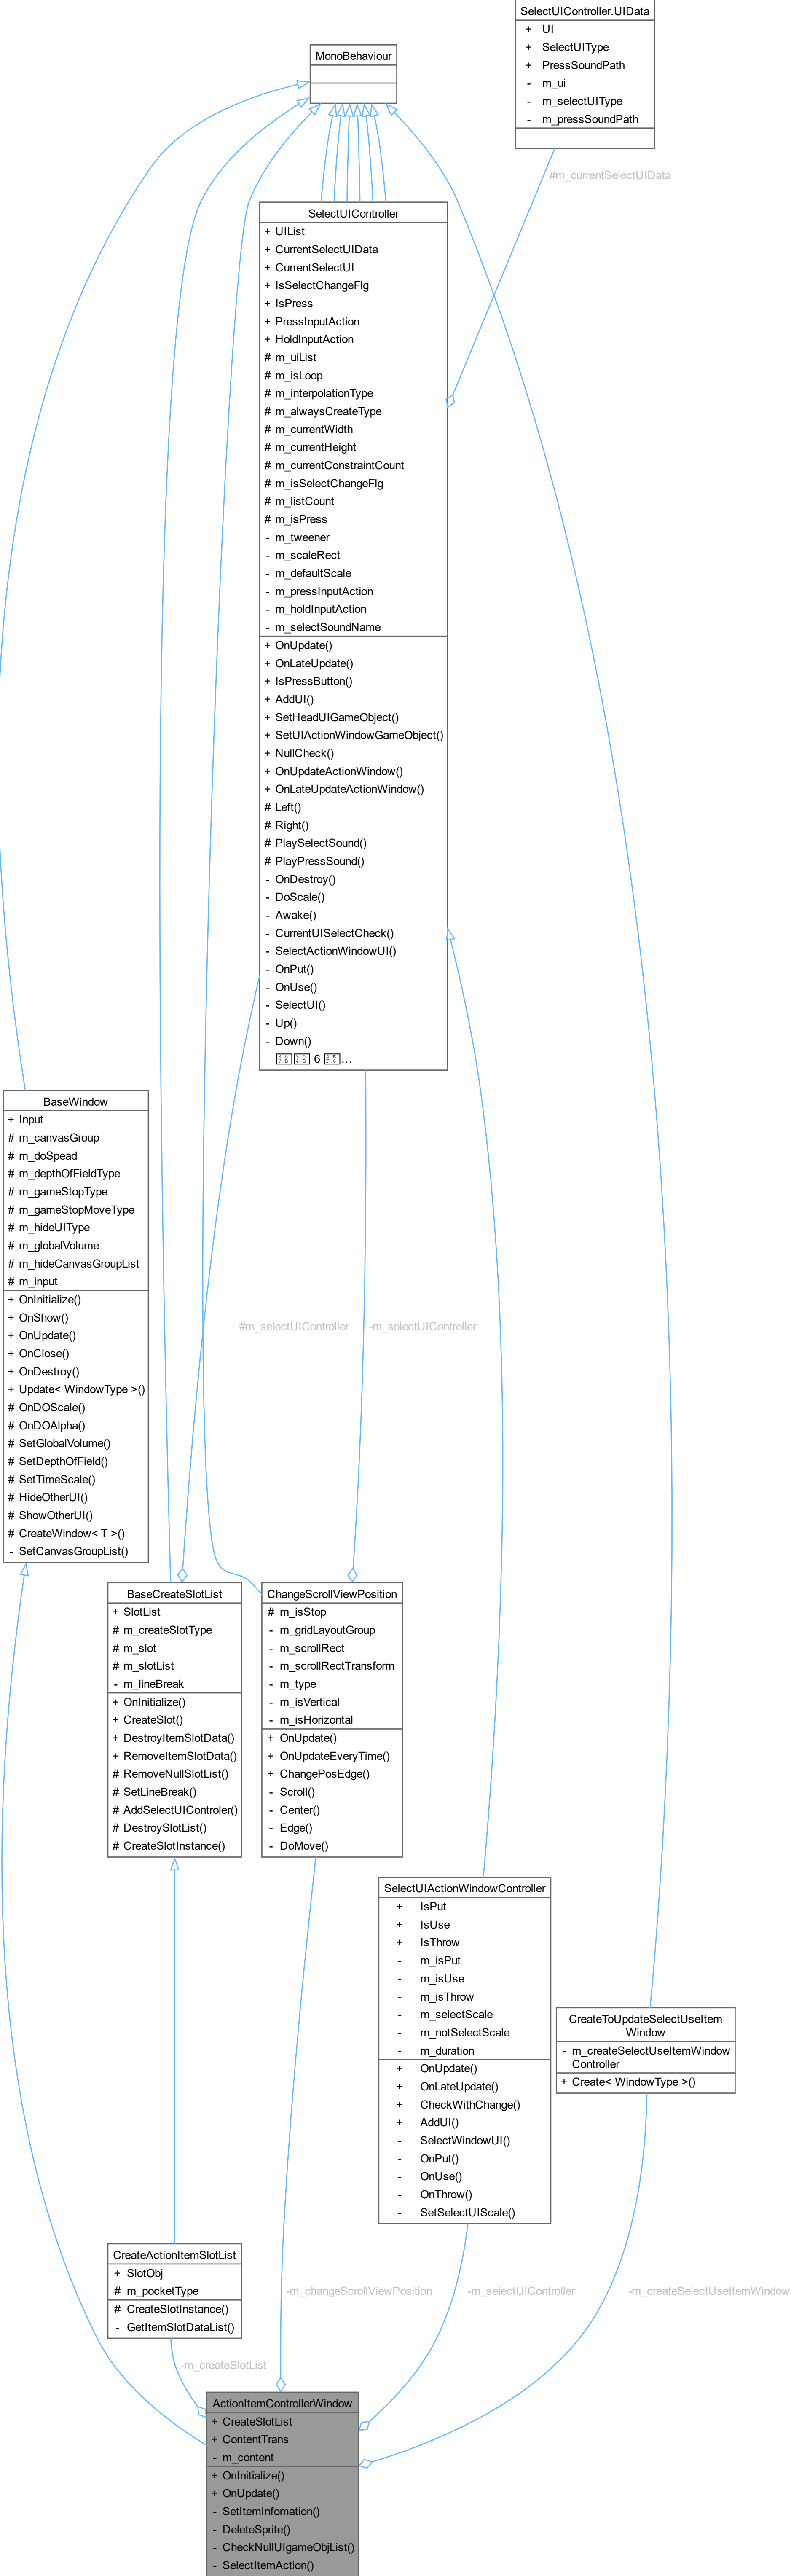 SelectUIController.UIData
+ UI
+ SelectUIType
+ PressSoundPath
- m_ui
- m_selectUIType
- m_pressSoundPath
MonoBehaviour
#m_currentSelectUIData
SelectUIController
+ UIList
+ CurrentSelectUIData
+ CurrentSelectUI
+ IsSelectChangeFlg
+ IsPress
+ PressInputAction
+ HoldInputAction
# m_uiList
# m_isLoop
# m_interpolationType
# m_alwaysCreateType
# m_currentWidth
# m_currentHeight
# m_currentConstraintCount
# m_isSelectChangeFlg
# m_listCount
# m_isPress
- m_tweener
- m_scaleRect
- m_defaultScale
- m_pressInputAction
- m_holdInputAction
- m_selectSoundName
+ OnUpdate()
+ OnLateUpdate()
+ IsPressButton()
+ AddUI()
+ SetHeadUIGameObject()
+ SetUIActionWindowGameObject()
+ NullCheck()
+ OnUpdateActionWindow()
+ OnLateUpdateActionWindow()
# Left()
# Right()
# PlaySelectSound()
# PlayPressSound()
- OnDestroy()
- DoScale()
- Awake()
- CurrentUISelectCheck()
- SelectActionWindowUI()
- OnPut()
- OnUse()
- SelectUI()
- Up()
- Down()
6 ...
BaseWindow
+ Input
# m_canvasGroup
# m_doSpead
# m_depthOfFieldType
# m_gameStopType
# m_gameStopMoveType
# m_hideUIType
# m_globalVolume
# m_hideCanvasGroupList
# m_input
+ OnInitialize()
+ OnShow()
+ OnUpdate()
+ OnClose()
+ OnDestroy()
+ Update< WindowType >()
# OnDOScale()
# OnDOAlpha()
# SetGlobalVolume()
# SetDepthOfField()
# SetTimeScale()
# HideOtherUI()
# ShowOtherUI()
# CreateWindow< T >()
- SetCanvasGroupList()
#m_selectUIController
-m_selectUIController
BaseCreateSlotList
+ SlotList
# m_createSlotType
# m_slot
# m_slotList
- m_lineBreak
+ OnInitialize()
+ CreateSlot()
+ DestroyItemSlotData()
+ RemoveItemSlotData()
# RemoveNullSlotList()
# SetLineBreak()
# AddSelectUIControler()
# DestroySlotList()
# CreateSlotInstance()
ChangeScrollViewPosition
# m_isStop
- m_gridLayoutGroup
- m_scrollRect
- m_scrollRectTransform
- m_type
- m_isVertical
- m_isHorizontal
+ OnUpdate()
+ OnUpdateEveryTime()
+ ChangePosEdge()
- Scroll()
- Center()
- Edge()
- DoMove()
SelectUIActionWindowController
+ IsPut
+ IsUse
+ IsThrow
- m_isPut
- m_isUse
- m_isThrow
- m_selectScale
- m_notSelectScale
- m_duration
+ OnUpdate()
+ OnLateUpdate()
+ CheckWithChange()
+ AddUI()
- SelectWindowUI()
- OnPut()
- OnUse()
- OnThrow()
- SetSelectUIScale()
CreateToUpdateSelectUseItem
Window
- m_createSelectUseItemWindow
Controller
+ Create< WindowType >()
CreateActionItemSlotList
+ SlotObj
# m_pocketType
# CreateSlotInstance()
- GetItemSlotDataList()
-m_changeScrollViewPosition
-m_selectUIController
-m_createSelectUseItemWindow
-m_createSlotList
ActionItemControllerWindow
+ CreateSlotList
+ ContentTrans
- m_content
+ OnInitialize()
+ OnUpdate()
- SetItemInfomation()
- DeleteSprite()
- CheckNullUIgameObjList()
- SelectItemAction()